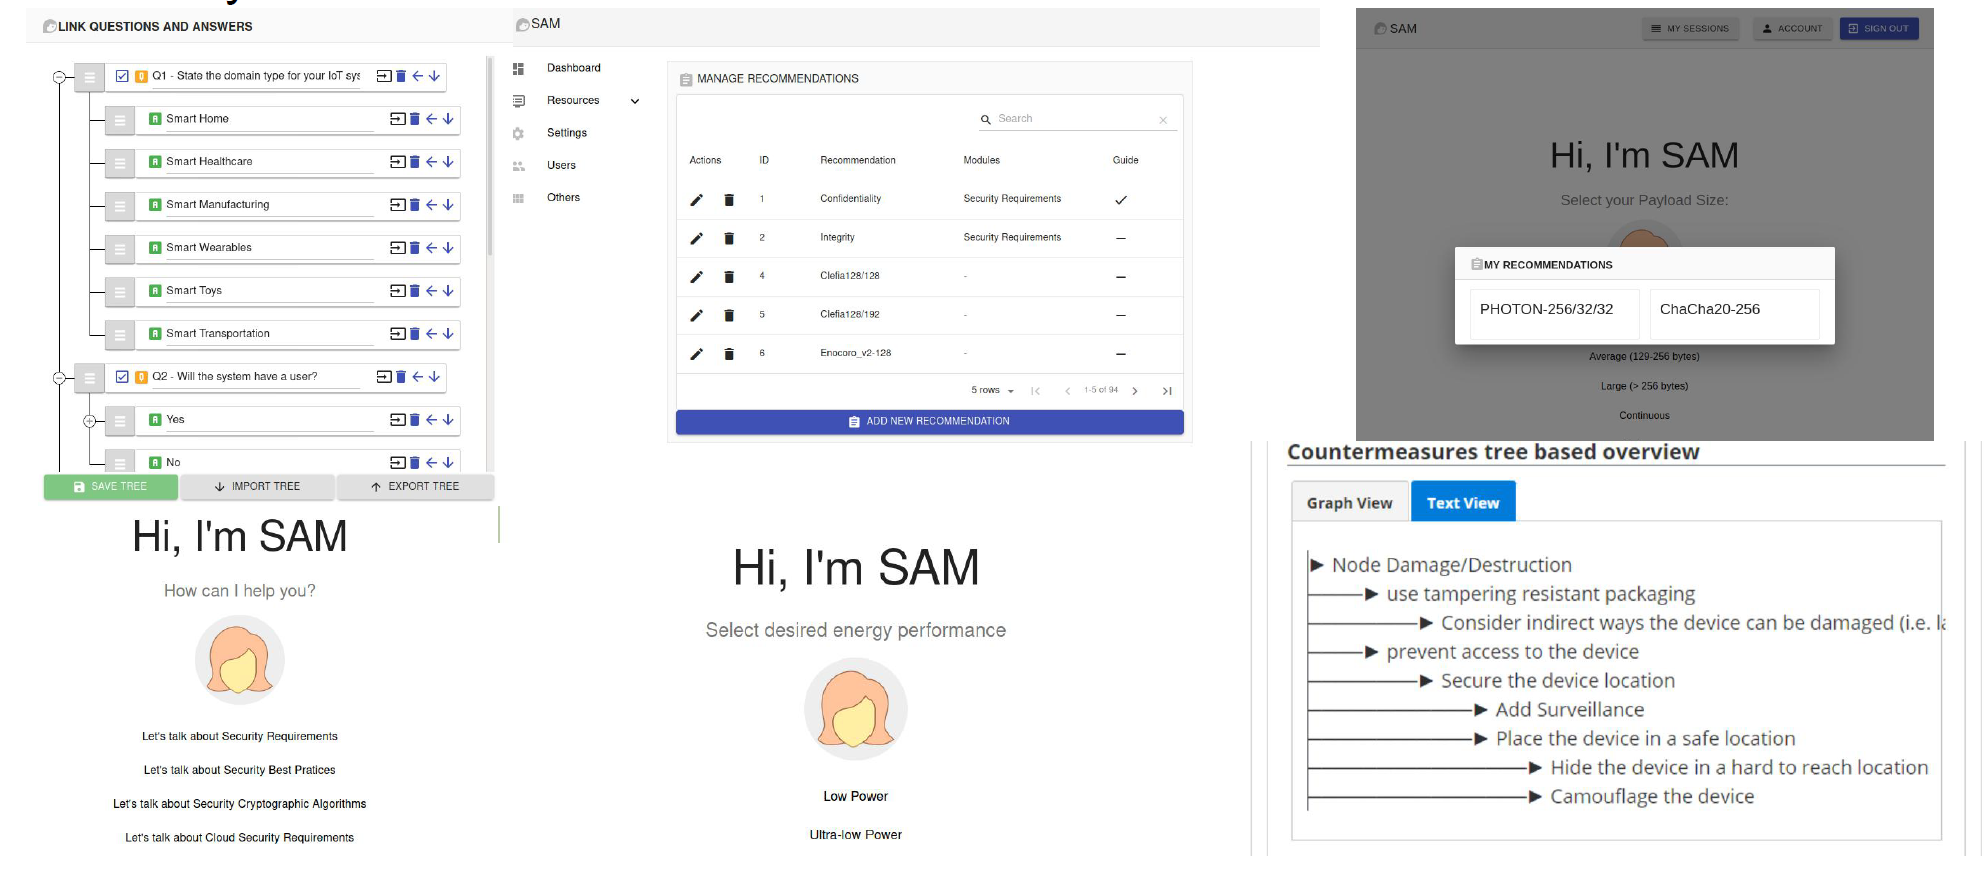 LINK QUESTIONS AND ANSWERS
Q1 - State the domain type for your IoT sys
Smart Home
Smart Healthcare
Smart Manufacturing
Smart Wearables
Smart Toys
Smart Transportation
Q2 - Will the system have a user?
Yes
No
SAVE TREE
IMPORT TREE
EXPORT TREE
SAM
Dashboard
Resources
Settings
Users
Others
MANAGE RECOMMENDATIONS
Search
Actions ID Recommendation Modules Guide
1 Confidentiality Security Requirements
2 Integrity Security Requirements
4 Clefia128/128 -
5 Clefia128/192 -
6 Enocoro_v2-128 -
5 rows 1-5 of 94
ADD NEW RECOMMENDATION
SAM
MY SESSIONS
ACCOUNT
SIGN OUT
Hi, I'm SAM
Select your Payload Size:
MY RECOMMENDATIONS
PHOTON-256/32/32
ChaCha20-256
Average (129-256 bytes)
Large (> 256 bytes)
Continuous
Hi, I'm SAM
How can I help you?
Let's talk about Security Requirements
Let's talk about Security Best Pratices
Let's talk about Security Cryptographic Algorithms
Let's talk about Cloud Security Requirements
Hi, I'm SAM
Select desired energy performance
Low Power
Ultra-low Power
Countermeasures tree based overview
Graph View
Text View
Node Damage/Destruction
use tampering resistant packaging
Consider indirect ways the device can be damaged (i.e.
prevent access to the device
Secure the device location
Add Surveillance
Place the device in a safe location
Hide the device in a hard to reach location
Camouflage the device